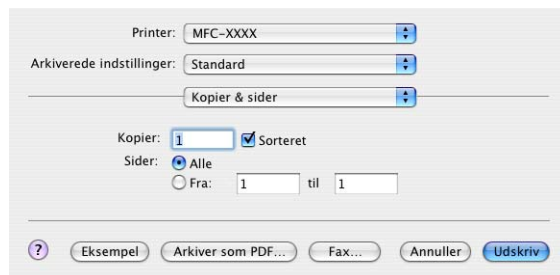 Printer: MFC-XXXX
Arkiverede indstillinger: Standard
Kopier & sider
Kopier: 1 Sorteret
Sider: Alle
Fra: 1 til 1
? Eksempel Arkiver som PDF... Fax... Annuller Udskriv